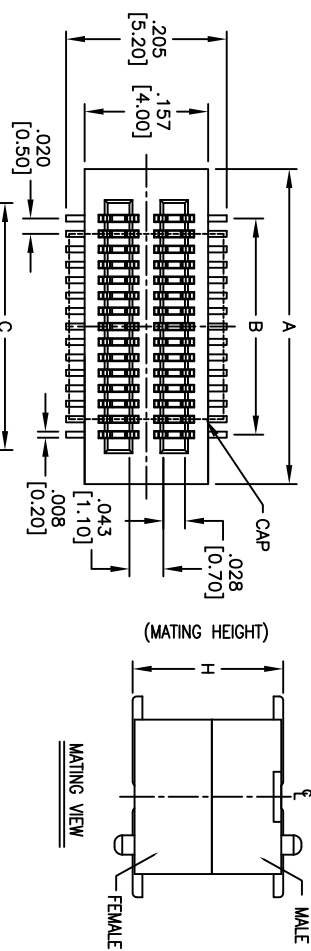 .205
[5.20]
.157
[4.00]
.020
[0.50]
A
B
C
CAP
.008
[0.20]
.043
[1.10]
.028
[0.70]
(MATING HEIGHT)
H
MATING VIEW
MALE
FEMALE